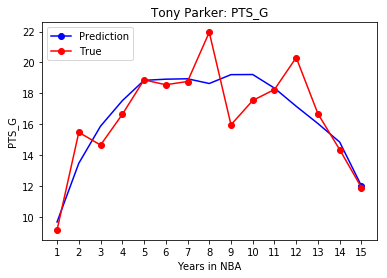 Tony Parker: PTS_G
Prediction
True
PTS_G
22
20
18
16
14
12
10
1 2 3 4 5 6 7 8 9 10 11 12 13 14 15
Years in NBA